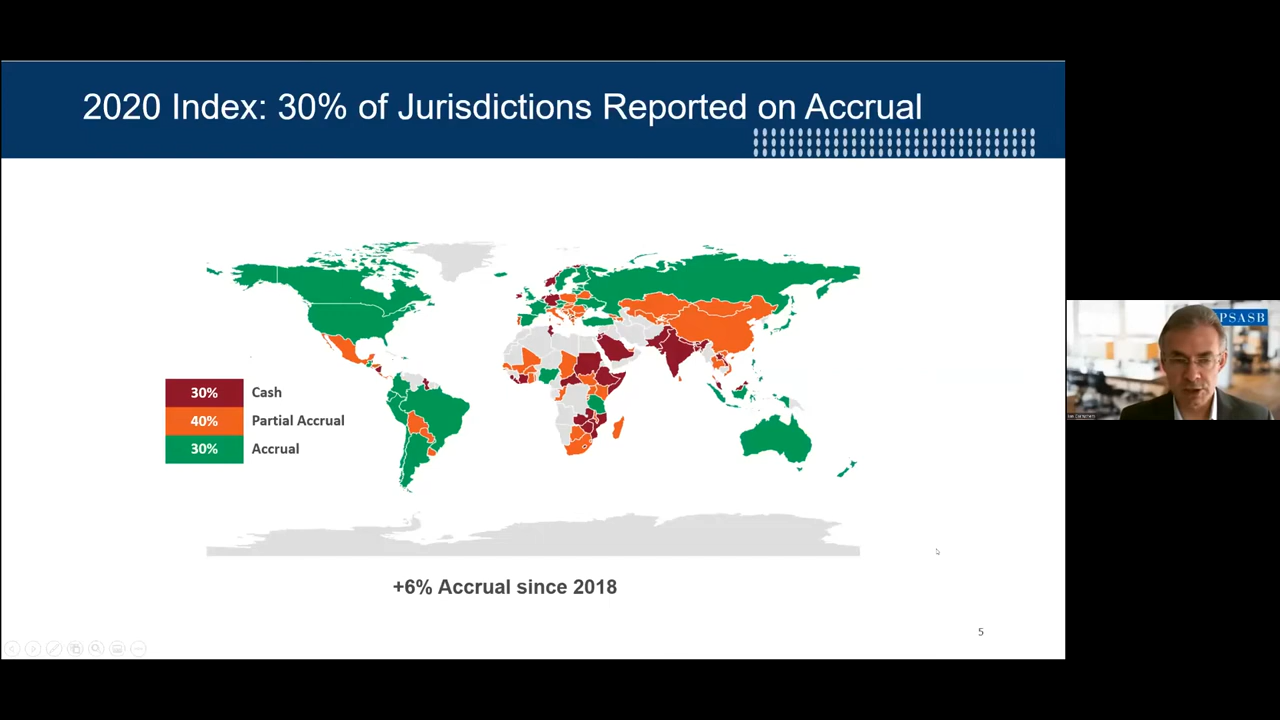 2020 Index: 30% of Jurisdictions Reported on Accrual
30% Cash
40% Partial Accrual
30% Accrual
+6% Accrual since 2018
5
PSASB